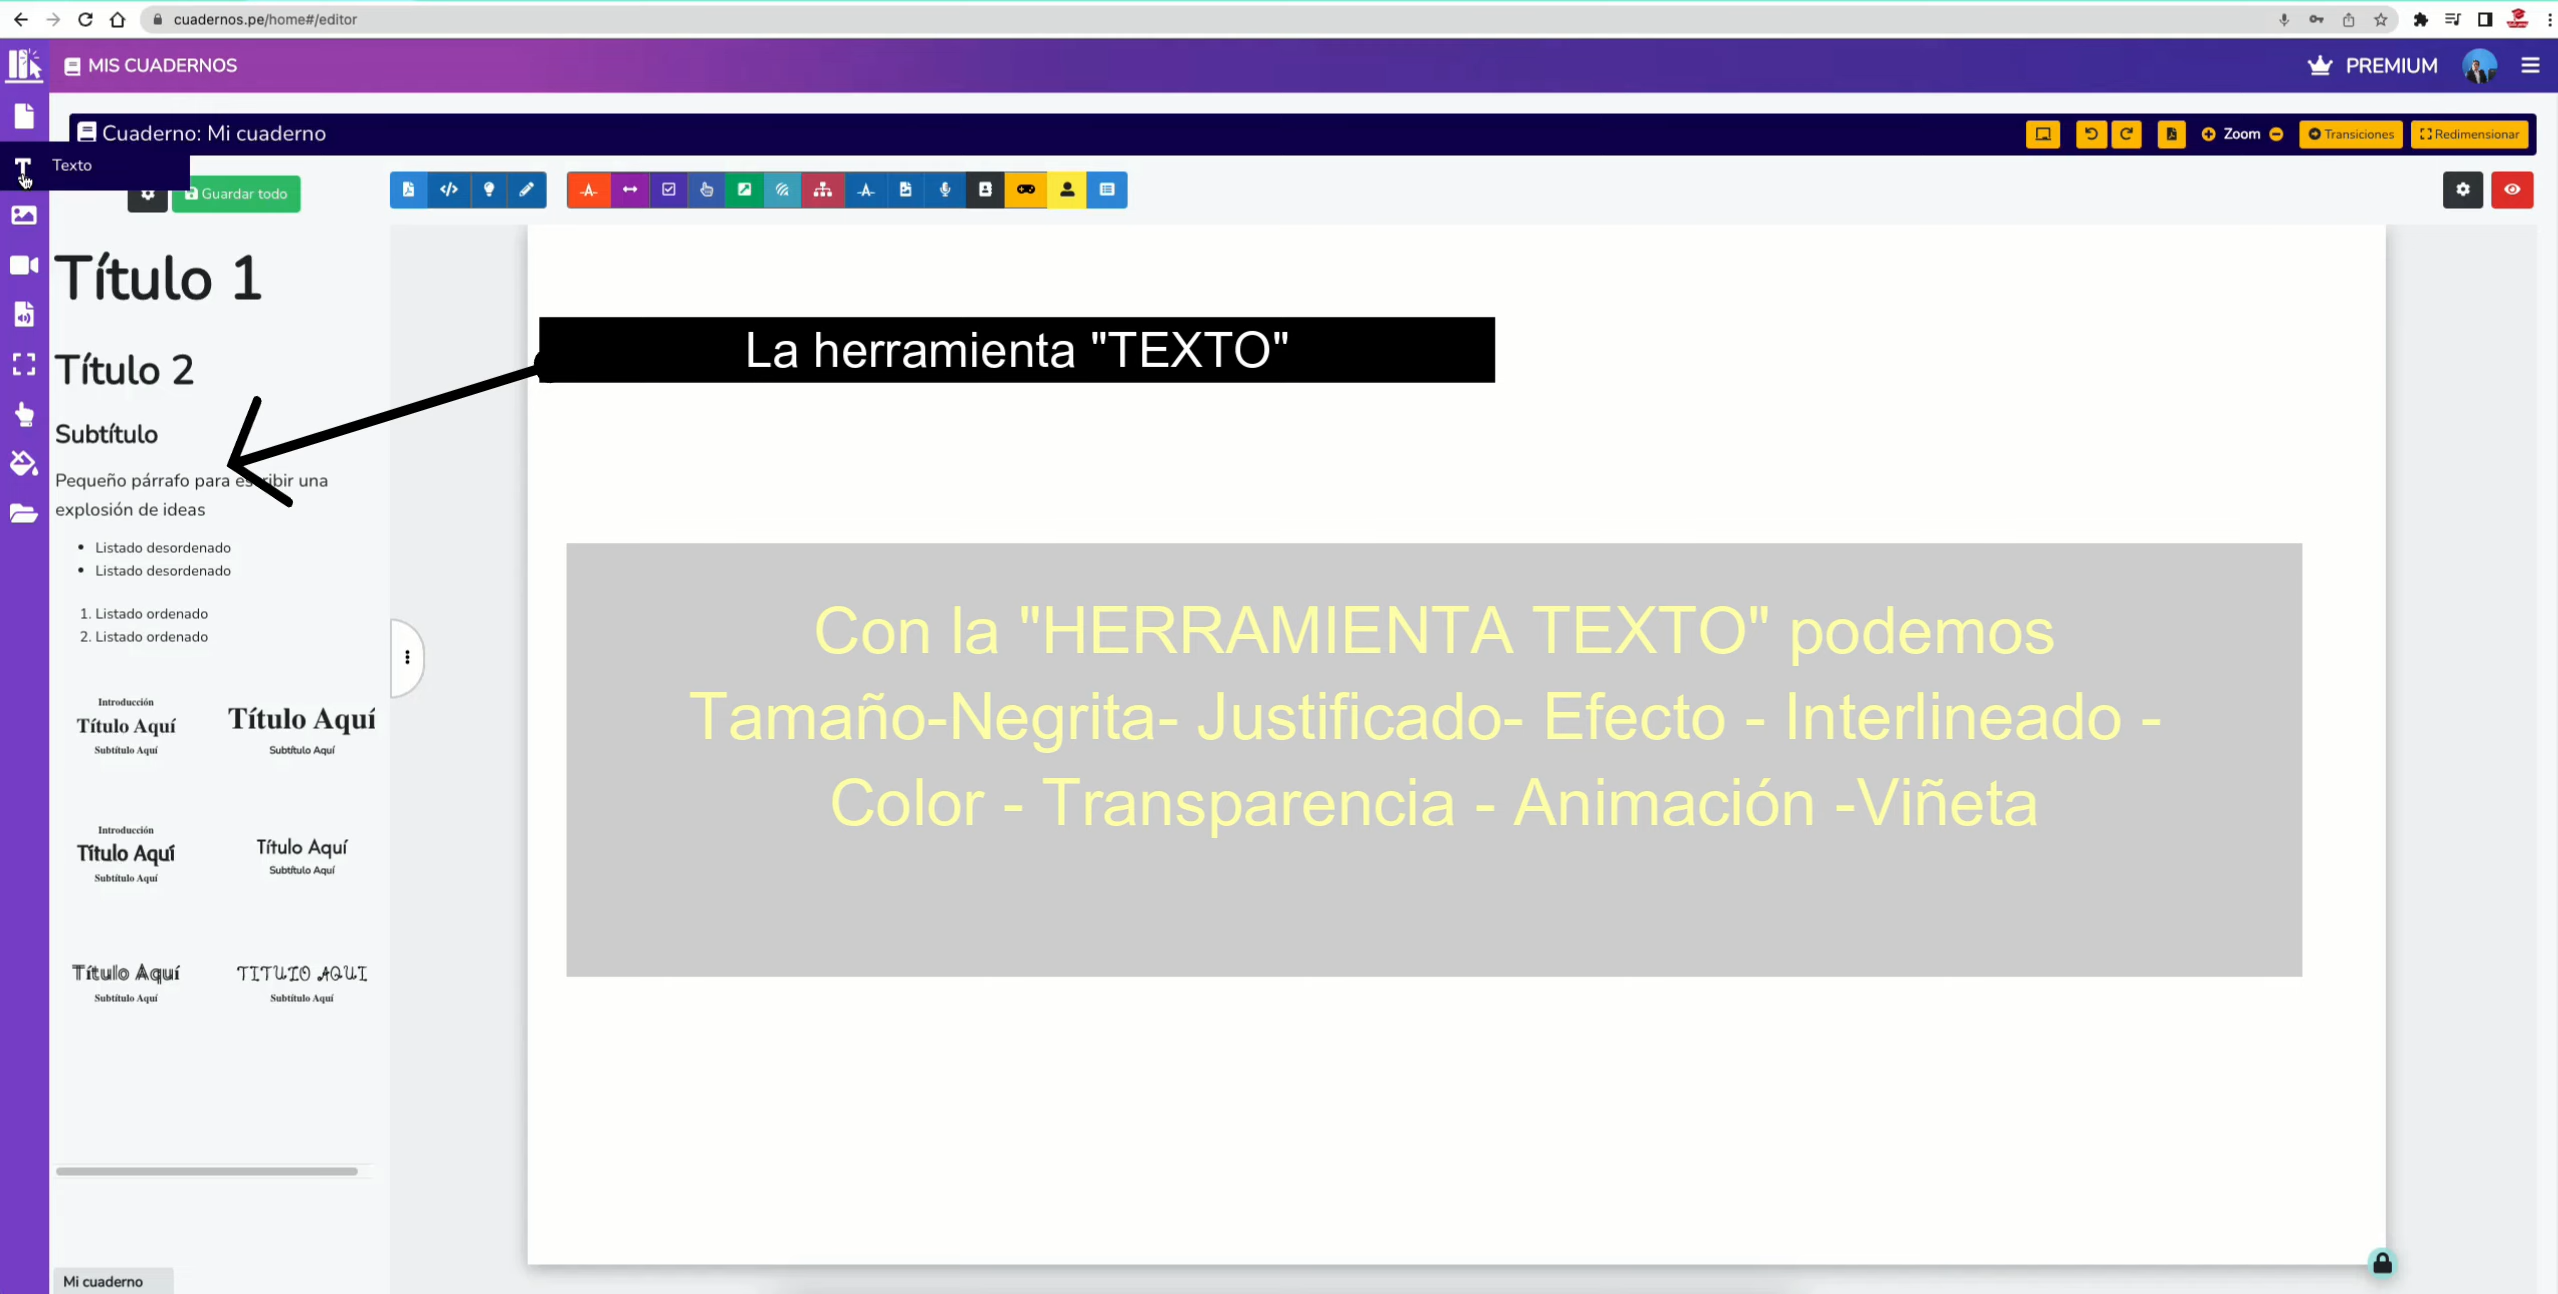 cuadernos.pe/home#/editor
MIS CUADERNOS
PREMIUM
Cuaderno: Mi cuaderno
Zoom
Transiciones
Redimensionar
Texto
Guardar todo
Título 1
Título 2
Subtítulo
Pequeño párrafo para escribir una
explosión de ideas
• Listado desordenado
• Listado desordenado
1. Listado ordenado
2. Listado ordenado
Introducción
Título Aquí
Subtítulo Aquí
Título Aquí
Subtítulo Aquí
Introducción
Título Aquí
Subtítulo Aquí
Título Aquí
Subtítulo Aquí
Título Aquí
Subtítulo Aquí
TITULO AQUI
Subtítulo Aquí
Mi cuaderno
La herramienta "TEXTO"
Con la "HERRAMIENTA TEXTO" podemos
Tamaño-Negrita- Justificado- Efecto - Interlineado -
Color - Transparencia - Animación -Viñeta